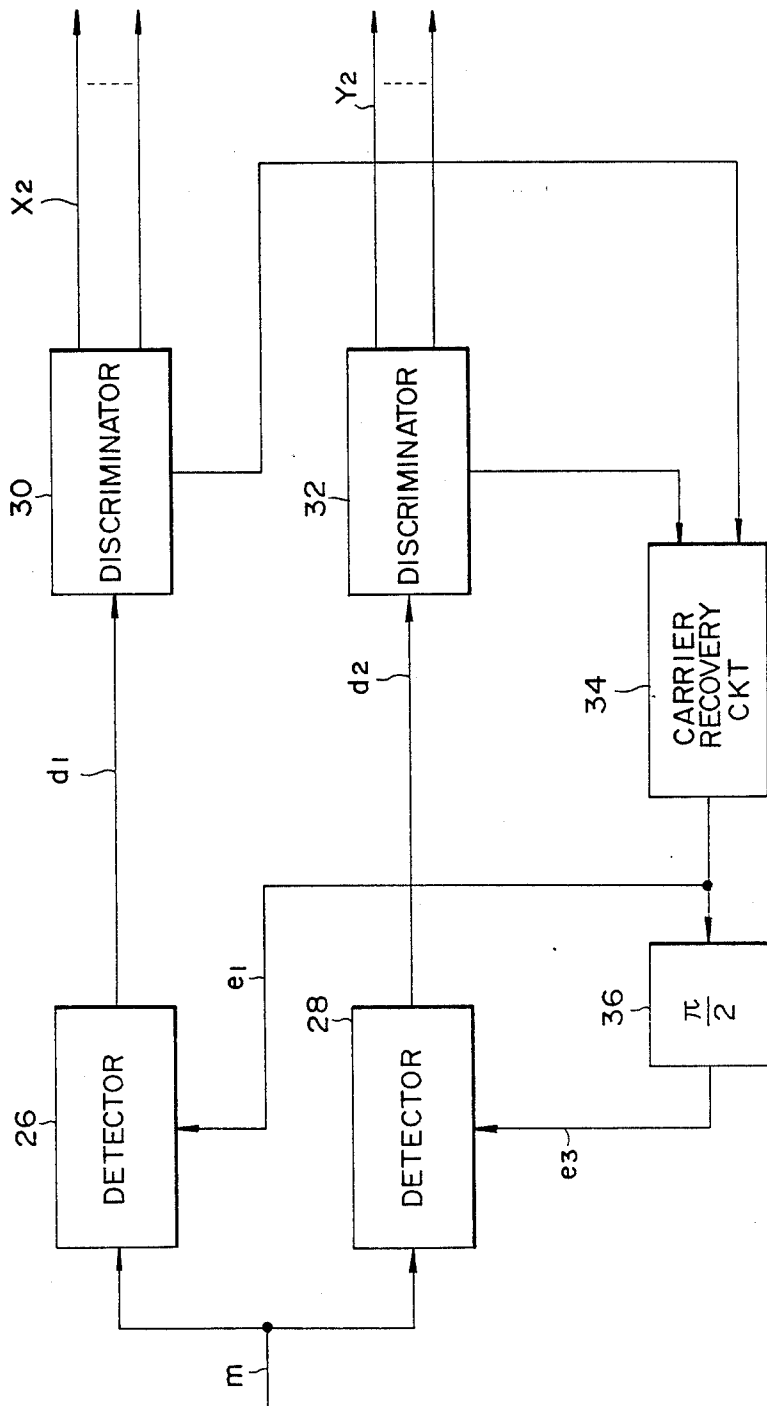 m
26
DETECTOR
e1
d1
30
DISCRIMINATOR
X2
28
DETECTOR
e3
d2
32
DISCRIMINATOR
Y2
36
π
2
34
CARRIER
RECOVERY
CKT